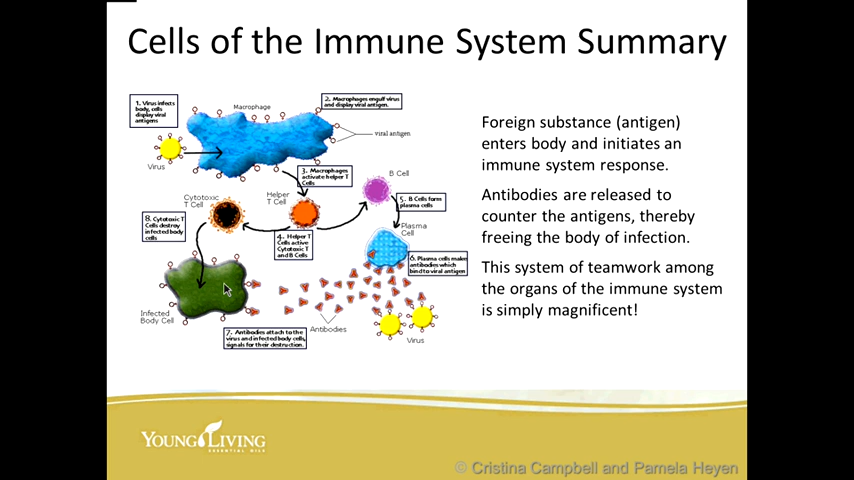 Cells of the Immune System Summary
1. Virus infects
body, cells
display viral
antigens
Macrophage
2. Macrophages engulf virus
and display viral antigen.
viral antigen
Virus
3. Macrophages
activate helper T
Cells
B Cell
Cytotoxic
T Cell
Helper
T Cell
5. B Cells form
plasma cells
8. Cytotoxic T
Cells destroy
infected body
cells
4. Helper T
Cells active
Cytotoxic T
and B Cells
Plasma
Cell
6. Plasma cells make
antibodies which
bind to viral antigen
Infected
Body Cell
7. Antibodies attach to the
virus and infected body cells,
signals for their destruction.
Antibodies
Virus
Foreign substance (antigen)
enters body and initiates an
immune system response.
Antibodies are released to
counter the antigens, thereby
freeing the body of infection.
This system of teamwork among
the organs of the immune system
is simply magnificent!
YOUNG LIVING
ESSENTIAL OILS
© Cristina Campbell and Pamela Heyen